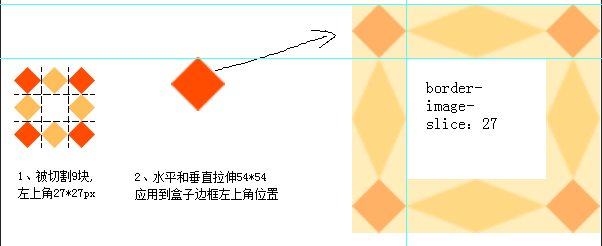 1、被切割9块,
左上角27*27px
2、水平和垂直拉伸54*54
应用到盒子边框左上角位置
border-
image-
slice: 27